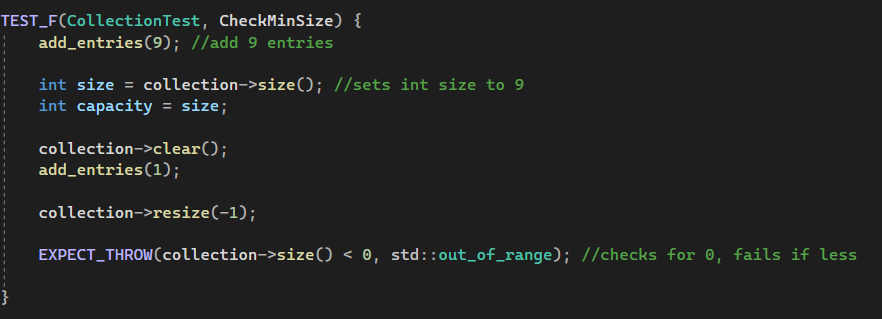 TEST_F(CollectionTest, CheckMinSize) {
add_entries(9); //add 9 entries
int size = collection->size(); //sets int size to 9
int capacity = size;
collection->clear();
add_entries(1);
collection->resize(-1);
EXPECT_THROW(collection->size() < 0, std::out_of_range); //checks for 0, fails if less
}